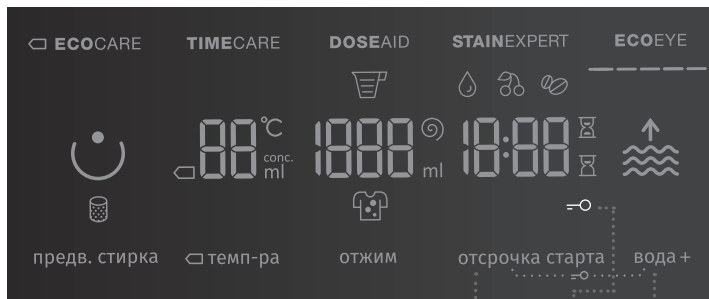 ECOCARE TIMECARE DOSEAID STAINEXPERT ECOEYE
88 °C 1888 18:88
conc.
ml ml
предв. стирка темп-ра отжим отсрочка старта вода+